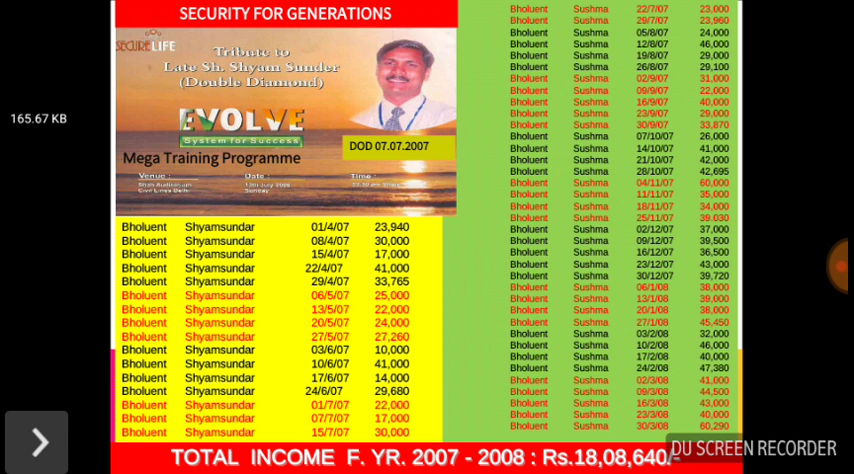 165.67 KB
SECURITY FOR GENERATIONS
SECURE LIFE
Tribute to
Late Sh. Shyam Sunder
(Double Diamond)
EVOLVE
System for Success
DOD 07.07.2007
Mega Training Programme
Venue :
Date :
Time :
Shah Auditorium
Civil Lines Delhi
Sunday
Bholuent Shyamsundar 01/4/07 23,940
Bholuent Shyamsundar 08/4/07 30,000
Bholuent Shyamsundar 15/4/07 17,000
Bholuent Shyamsundar 22/4/07 41,000
Bholuent Shyamsundar 29/4/07 33,765
Bholuent Shyamsundar 06/5/07 25,000
Bholuent Shyamsundar 13/5/07 22,000
Bholuent Shyamsundar 20/5/07 24,000
Bholuent Shyamsundar 27/5/07 27,260
Bholuent Shyamsundar 03/6/07 10,000
Bholuent Shyamsundar 10/6/07 41,000
Bholuent Shyamsundar 17/6/07 14,000
Bholuent Shyamsundar 24/6/07 29,680
Bholuent Shyamsundar 01/7/07 22,000
Bholuent Shyamsundar 07/7/07 17,000
Bholuent Shyamsundar 15/7/07 30,000
Bholuent Sushma 22/7/07 23,000
Bholuent Sushma 29/7/07 23,960
Bholuent Sushma 05/8/07 24,000
Bholuent Sushma 12/8/07 46,000
Bholuent Sushma 19/8/07 29,000
Bholuent Sushma 26/8/07 29,100
Bholuent Sushma 02/9/07 31,000
Bholuent Sushma 09/9/07 22,000
Bholuent Sushma 16/9/07 40,000
Bholuent Sushma 23/9/07 29,000
Bholuent Sushma 30/9/07 33,870
Bholuent Sushma 07/10/07 26,000
Bholuent Sushma 14/10/07 41,000
Bholuent Sushma 21/10/07 42,000
Bholuent Sushma 28/10/07 42,695
Bholuent Sushma 04/11/07 60,000
Bholuent Sushma 11/11/07 35,000
Bholuent Sushma 18/11/07 34,000
Bholuent Sushma 25/11/07 39.030
Bholuent Sushma 02/12/07 37,000
Bholuent Sushma 09/12/07 39,500
Bholuent Sushma 16/12/07 36,500
Bholuent Sushma 23/12/07 43,000
Bholuent Sushma 30/12/07 39,720
Bholuent Sushma 06/1/08 38,000
Bholuent Sushma 13/1/08 39,000
Bholuent Sushma 20/1/08 38,000
Bholuent Sushma 27/1/08 45,450
Bholuent Sushma 03/2/08 32,000
Bholuent Sushma 10/2/08 46,000
Bholuent Sushma 17/2/08 40,000
Bholuent Sushma 24/2/08 47,380
Bholuent Sushma 02/3/08 41,000
Bholuent Sushma 09/3/08 44,500
Bholuent Sushma 16/3/08 43,000
Bholuent Sushma 23/3/08 40,000
Bholuent Sushma 30/3/08 60,290
TOTAL INCOME F. YR. 2007 - 2008 : Rs.18,08,640/-
DU SCREEN RECORDER